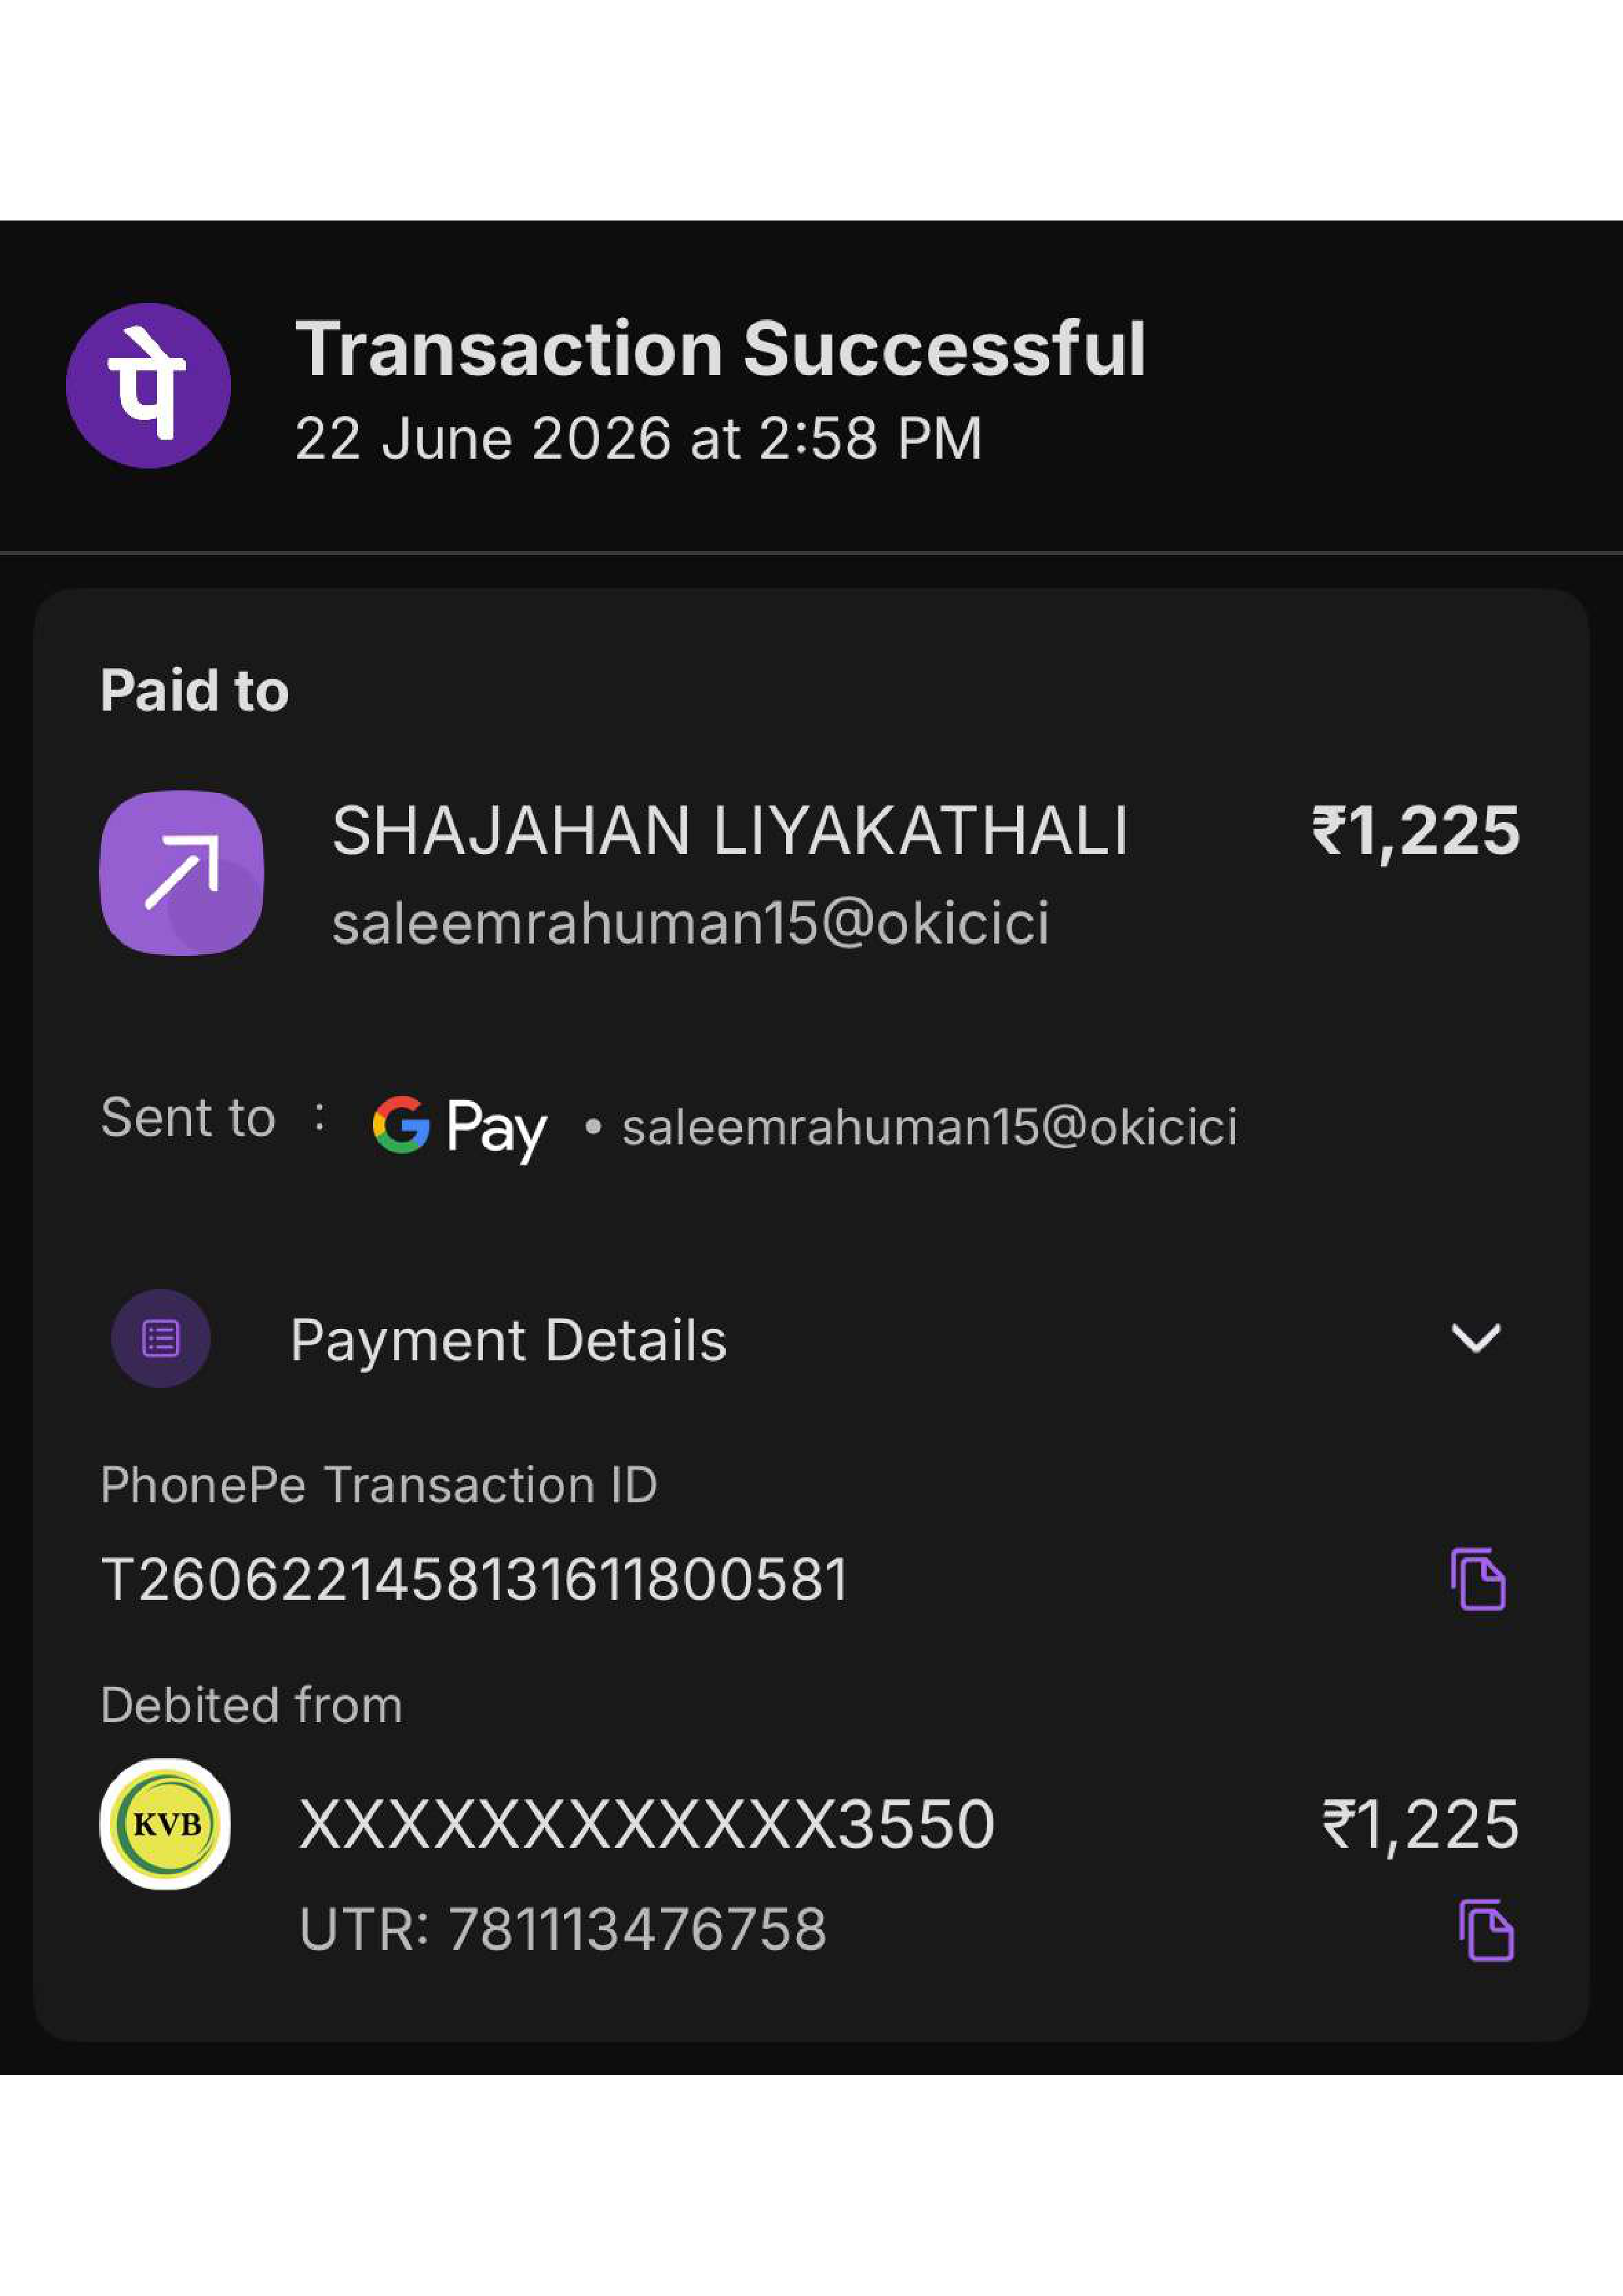 पे
Transaction Successful
22 June 2026 at 2:58 PM
Paid to
SHAJAHAN LIYAKATHALI ₹1,225
saleemrahuman15@okicici
Sent to : G Pay • saleemrahuman15@okicici
Payment Details
PhonePe Transaction ID
T2606221458131611800581
Debited from
KVB XXXXXXXXXXXX3550 ₹1,225
UTR: 781113476758